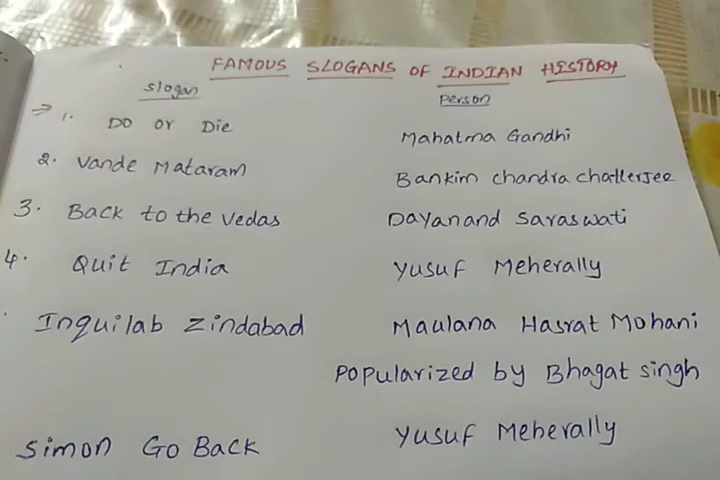 FAMOUS SLOGANS OF INDIAN HISTORY
slogan person
→ 1. DO or Die Mahatma Gandhi
2. Vande Mataram Bankim chandra chatterjee
3. Back to the vedas Dayanand Saraswati
4. Quit India Yusuf Meherally
Inquilab Zindabad Maulana Hasrat Mohani
Popularized by Bhagat singh
Simon Go Back Yusuf Meherally